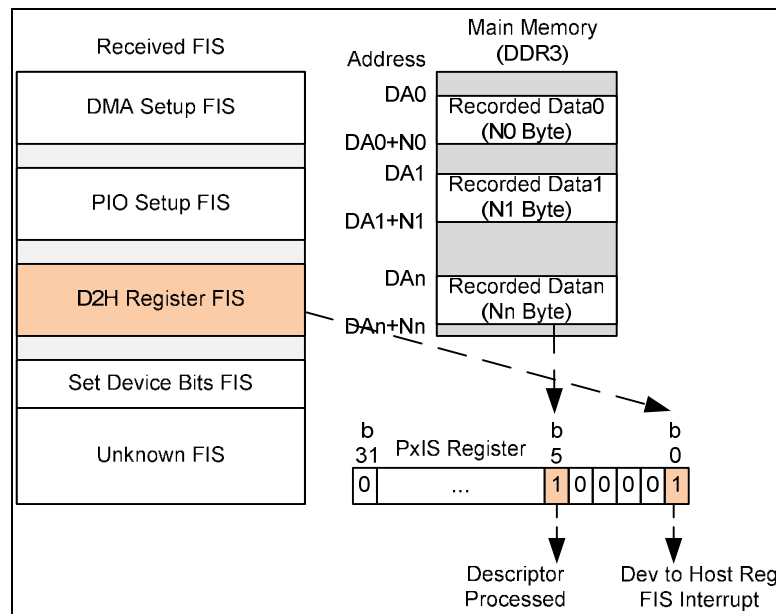 Received FIS
DMA Setup FIS
PIO Setup FIS
D2H Register FIS
Set Device Bits FIS
Unknown FIS
Main Memory
(DDR3)
Address
DA0
Recorded Data0
(N0 Byte)
DA0+N0
DA1
Recorded Data1
(N1 Byte)
DA1+N1
DAn
Recorded Datan
(Nn Byte)
DAn+Nn
b
31
PxIS Register
b
5
b
0
0 ... 1 0 0 0 0 1
Descriptor
Processed
Dev to Host Reg
FIS Interrupt